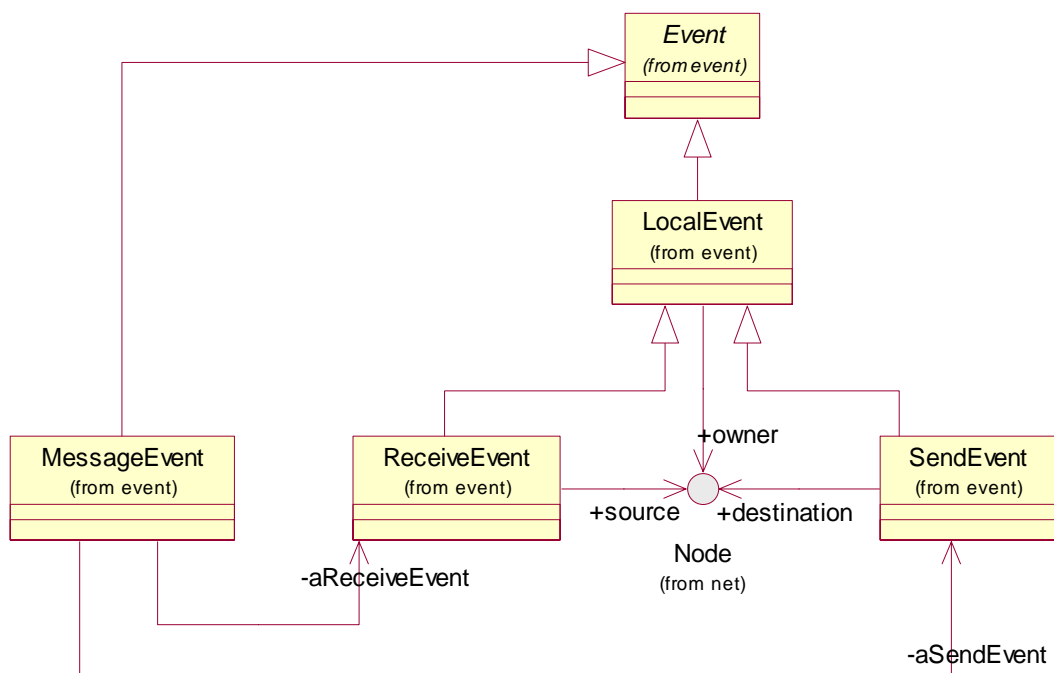 Event
(from event)
LocalEvent
(from event)
+owner
MessageEvent
(from event)
ReceiveEvent
(from event)
SendEvent
(from event)
+source
+destination
Node
(from net)
-aReceiveEvent
-aSendEvent